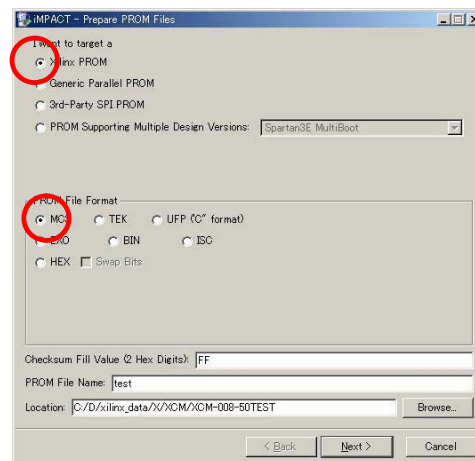 iMPACT - Prepare PROM Files
I want to target a
Xilinx PROM
Generic Parallel PROM
3rd-Party SPI PROM
PROM Supporting Multiple Design Versions: Spartan3E MultiBoot
PROM File Format
MCS TEK UFP ("C" format)
EXO BIN ISC
HEX Swap Bits
Checksum Fill Value (2 Hex Digits): FF
PROM File Name: test
Location: C:/D/xilinx_data/X/XCM/XCM-008-50TEST Browse...
< Back Next > Cancel